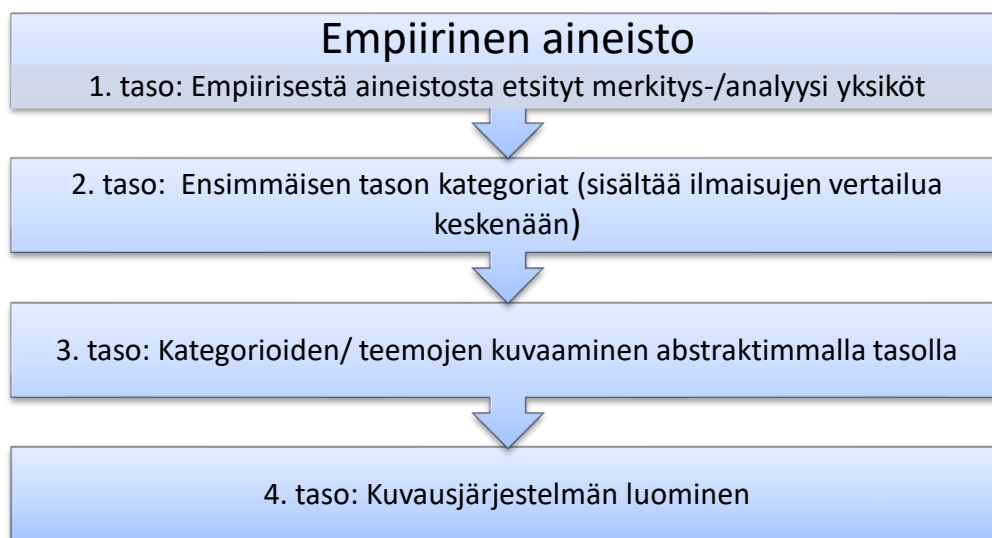 Empiirinen aineisto
1. taso: Empiirisestä aineistosta etsityt merkitys-/analyysi yksiköt
2. taso:  Ensimmäisen tason kategoriat (sisältää ilmaisujen vertailua
keskenään)
3. taso: Kategorioiden/ teemojen kuvaaminen abstraktimmalla tasolla
4. taso: Kuvausjärjestelmän luominen